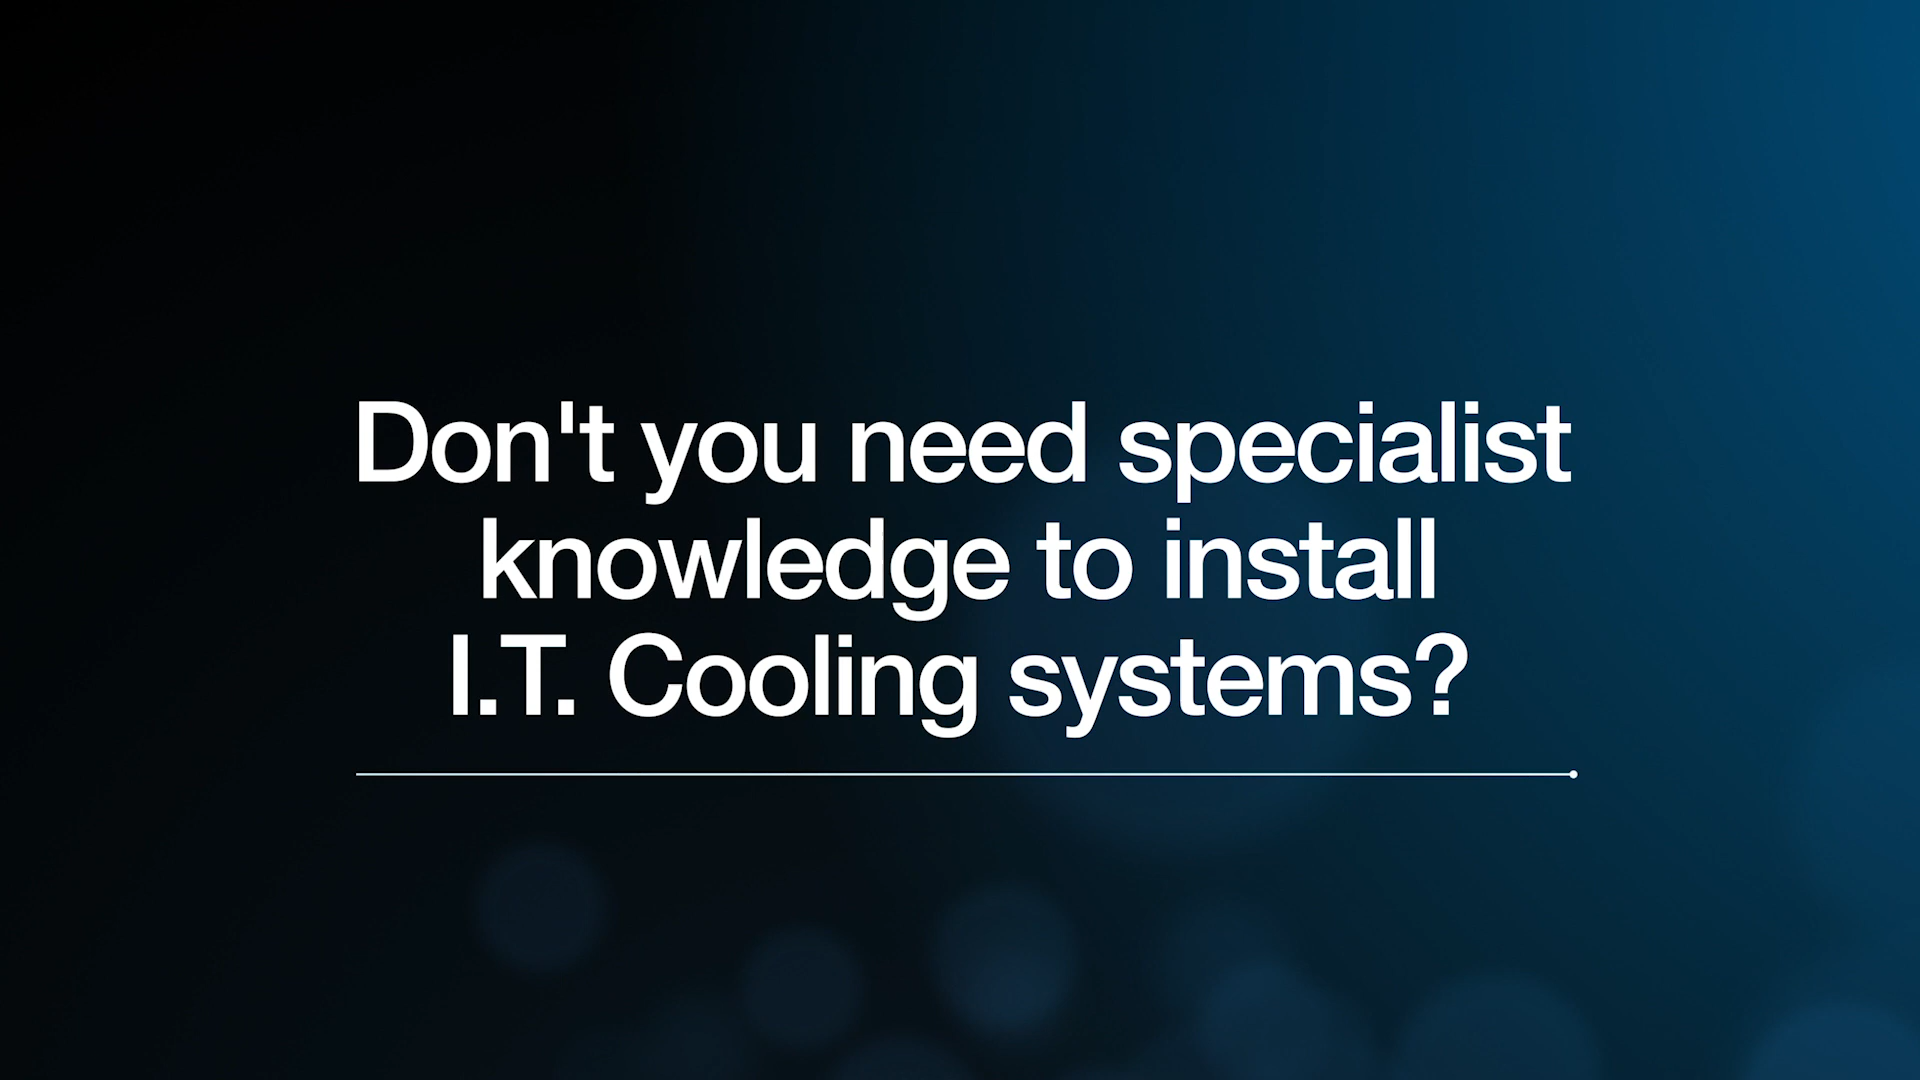 Don't you need specialist
knowledge to install
I.T. Cooling systems?